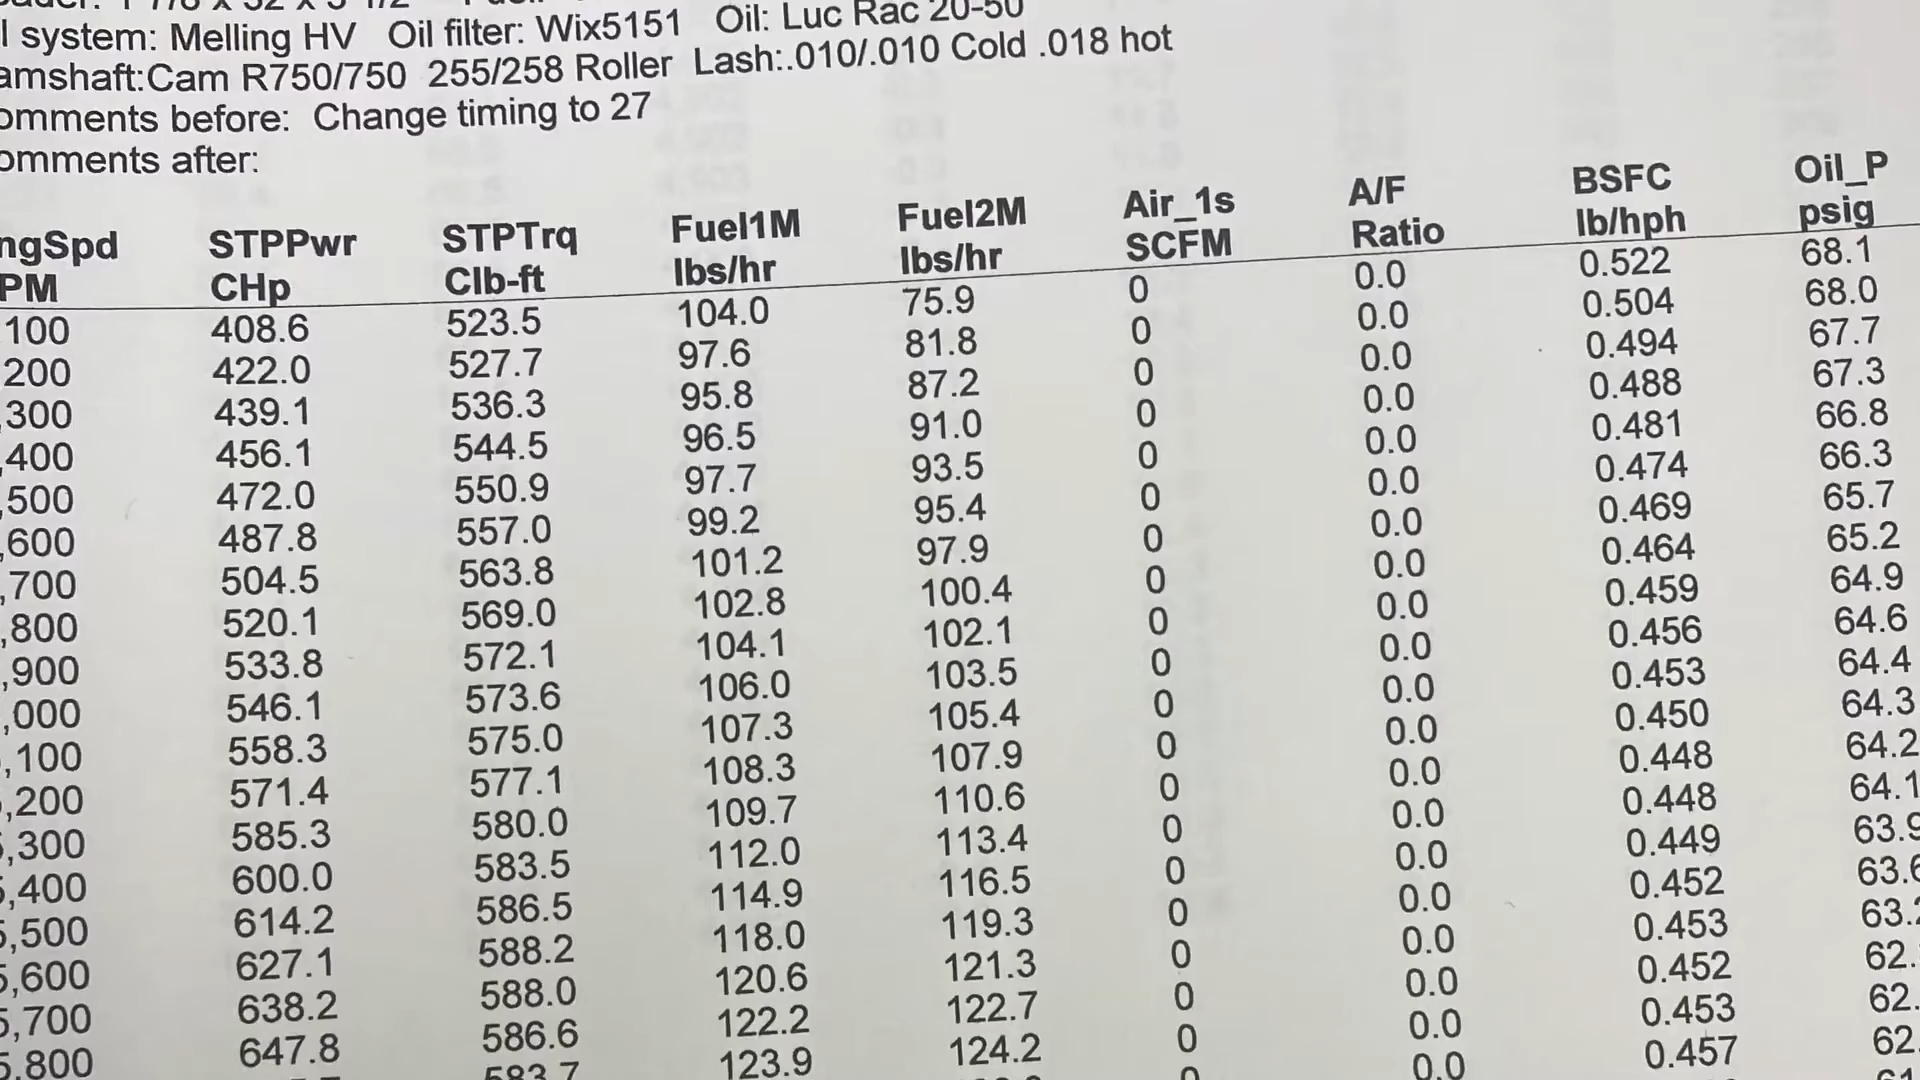 l system: Melling HV Oil filter: Wix5151 Oil: Luc Rac 20-50
amshaft:Cam R750/750 255/258 Roller Lash:.010/.010 Cold .018 hot
omments before: Change timing to 27
omments after:
ngSpd STPPwr STPTrq Fuel1M Fuel2M Air_1s A/F BSFC Oil_P
PM CHp Clb-ft lbs/hr lbs/hr SCFM Ratio lb/hph psig
100 408.6 523.5 104.0 75.9 0 0.0 0.522 68.1
200 422.0 527.7 97.6 81.8 0 0.0 0.504 68.0
,300 439.1 536.3 95.8 87.2 0 0.0 0.494 67.7
,400 456.1 544.5 96.5 91.0 0 0.0 0.488 67.3
,500 472.0 550.9 97.7 93.5 0 0.0 0.481 66.8
,600 487.8 557.0 99.2 95.4 0 0.0 0.474 66.3
,700 504.5 563.8 101.2 97.9 0 0.0 0.469 65.7
,800 520.1 569.0 102.8 100.4 0 0.0 0.464 65.2
,900 533.8 572.1 104.1 102.1 0 0.0 0.459 64.9
,000 546.1 573.6 106.0 103.5 0 0.0 0.456 64.6
,100 558.3 575.0 107.3 105.4 0 0.0 0.453 64.4
,200 571.4 577.1 108.3 107.9 0 0.0 0.450 64.3
,300 585.3 580.0 109.7 110.6 0 0.0 0.448 64.2
5,400 600.0 583.5 112.0 113.4 0 0.0 0.448 64.1
5,500 614.2 586.5 114.9 116.5 0 0.0 0.449 63.9
5,600 627.1 588.2 118.0 119.3 0 0.0 0.452 63.6
5,700 638.2 588.0 120.6 121.3 0 0.0 0.453 63.2
5,800 647.8 586.6 122.2 122.7 0 0.0 0.452 62.
583.7 123.9 124.2 0 0.0 0.453 62.
0.0 0.457 62.